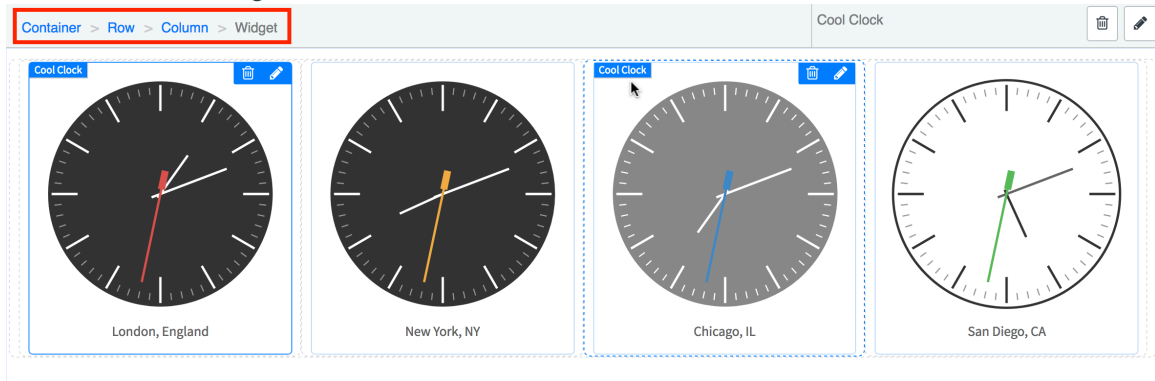 Container > Row > Column > Widget
Cool Clock
Cool Clock
Cool Clock
London, England
New York, NY
Chicago, IL
San Diego, CA